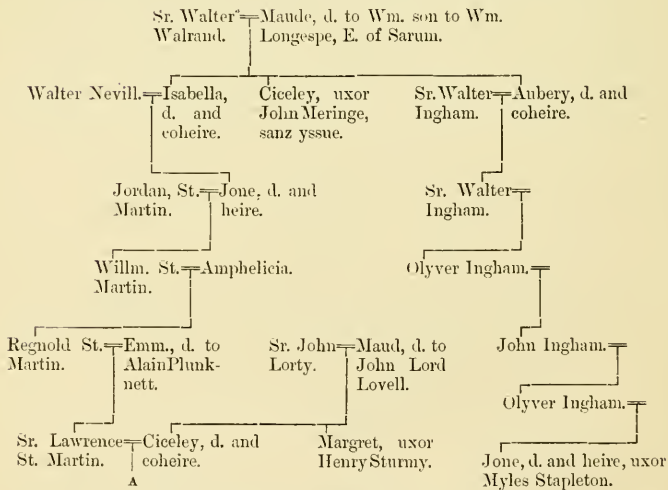 Sr. Walter Maude, d. to Wm. son to Wm.
Walrand. Longespe, E. of Sarum.
Walter Nevill. Isabella, Ciceley, uxor Sr. Walter Aubery, d. and
d. and John Meringe, Ingham. coheire.
coheire. sanz yssue.
Jordan, St. Jone, d. and Sr. Walter
Martin. heire. Ingham.
Willm. St. Amphelicia. Olyver Ingham.
Martin.
Regnold St. Emm., d. to Sr. John Maud, d. to John Ingham.
Martin. Alain Plunk- Lorty. John Lord
nett. Lovell.
Olyver Ingham.
Sr. Lawrence Ciceley, d. and Margret, uxor
St. Martin. coheire. Henry Sturmy. Jone, d. and heire, uxor
A Myles Stapleton.